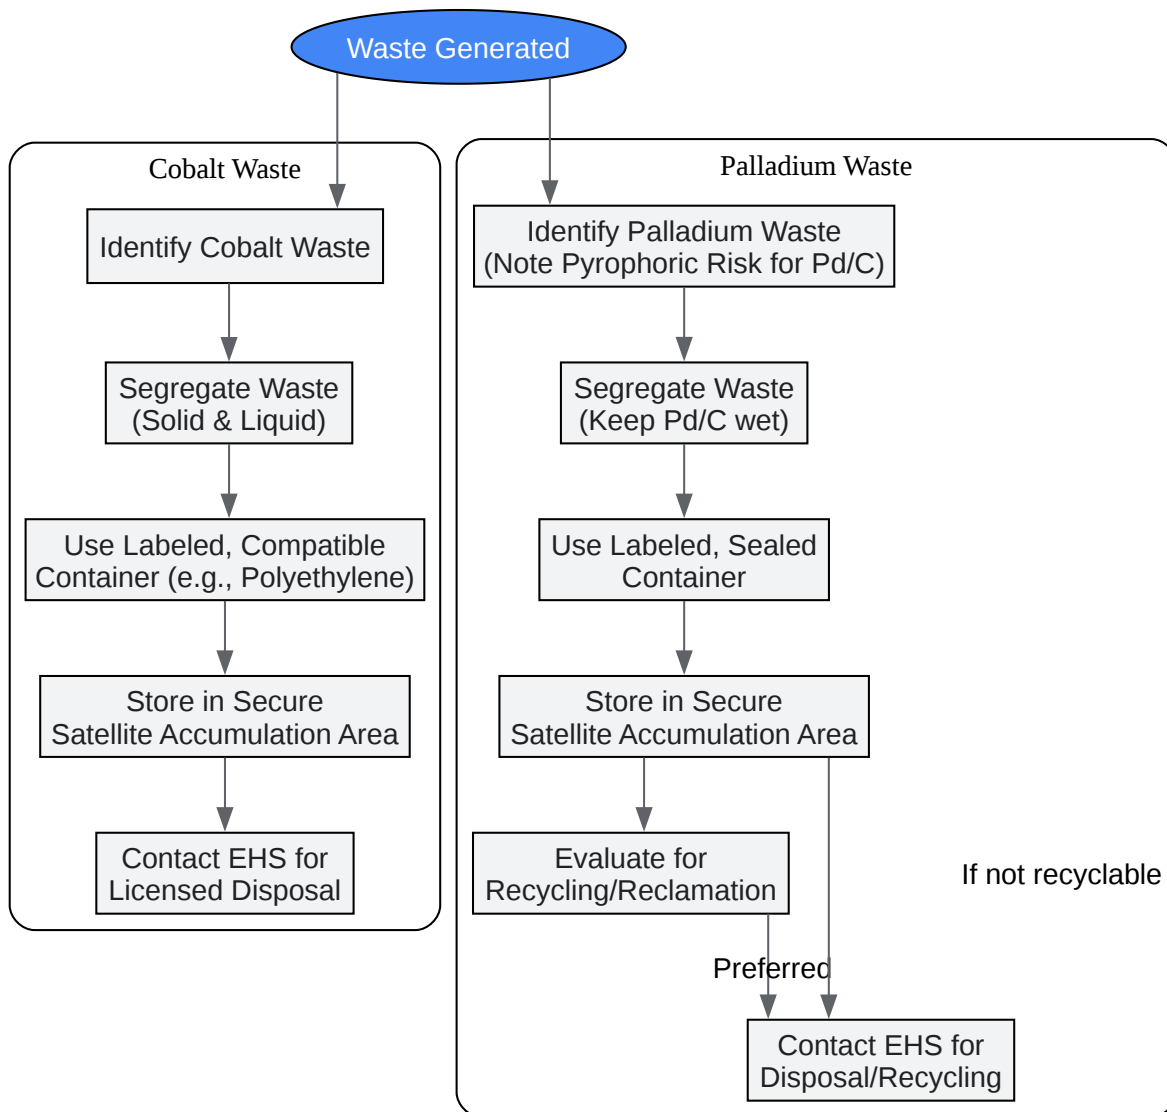 Waste Generated
Cobalt Waste
Identify Cobalt Waste
Segregate Waste
(Solid & Liquid)
Use Labeled, Compatible
Container (e.g., Polyethylene)
Store in Secure
Satellite Accumulation Area
Contact EHS for
Licensed Disposal
Palladium Waste
Identify Palladium Waste
(Note Pyrophoric Risk for Pd/C)
Segregate Waste
(Keep Pd/C wet)
Use Labeled, Sealed
Container
Store in Secure
Satellite Accumulation Area
Evaluate for
Recycling/Reclamation
If not recyclable
Preferred
Contact EHS for
Disposal/Recycling